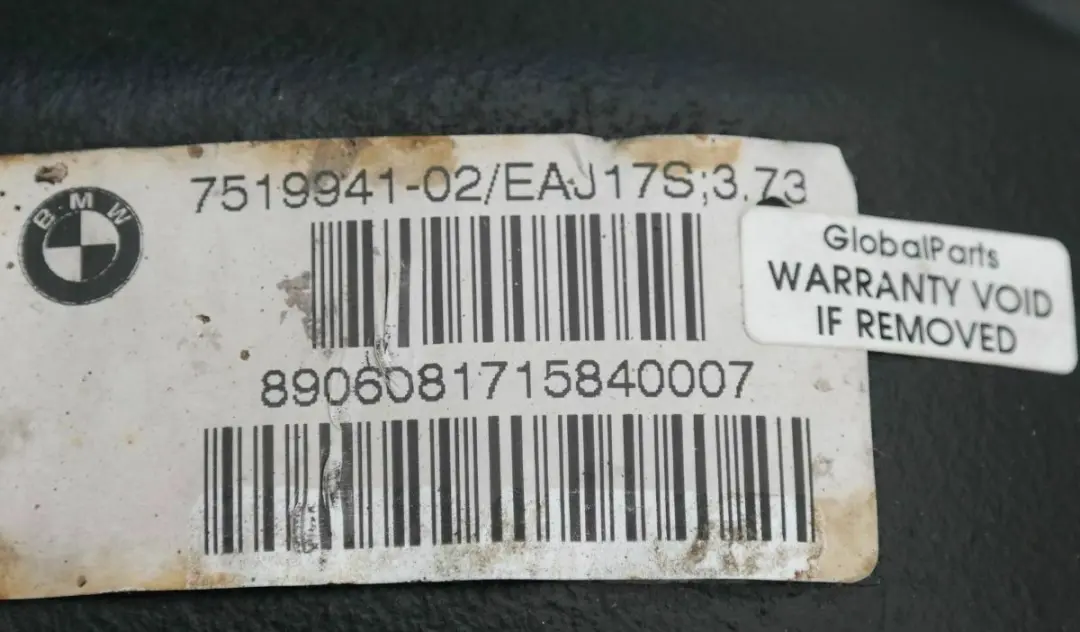 BMW
7519941-02/EAJ17S;3.73
GlobalParts
WARRANTY VOID
IF REMOVED
8906081715840007